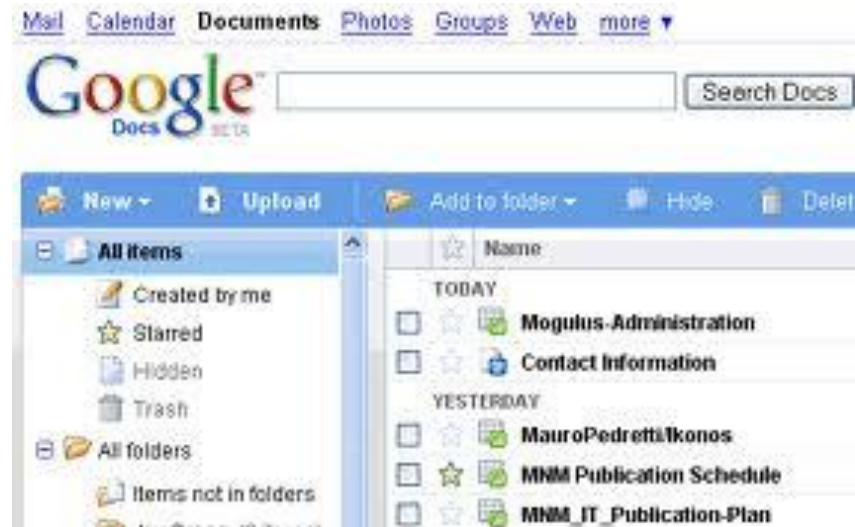 Mail Calendar Documents Photos Groups Web more ▼
Google™
Docs BETA
Search Docs
New Upload Add to folder Hide Delet
All items
Name
Created by me
Starred
Hidden
Trash
All folders
Items not in folders
TODAY
Mogulus-Administration
Contact Information
YESTERDAY
MauroPedretti/Ikonos
MNM Publication Schedule
MNM_IT_Publication-Plan